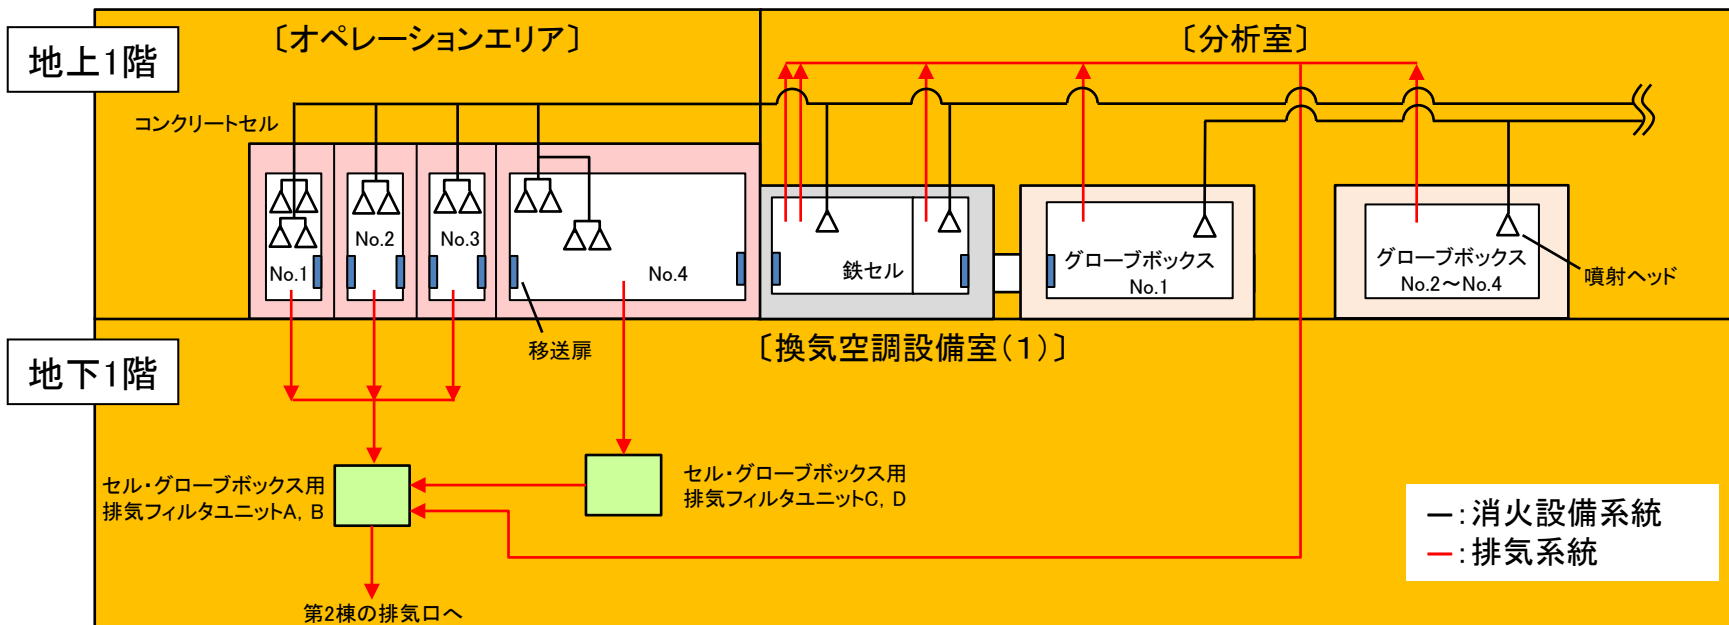 地上1階
〔オペレーションエリア〕
〔分析室〕
コンクリートセル
No.1
No.2
No.3
No.4
鉄セル
グローブボックス
No.1
グローブボックス
No.2～No.4
噴射ヘッド
移送扉
地下1階
〔換気空調設備室（1）〕
セル・グローブボックス用
排気フィルタユニットA, B
セル・グローブボックス用
排気フィルタユニットC, D
第2棟の排気口へ
－：消火設備系統
－：排気系統